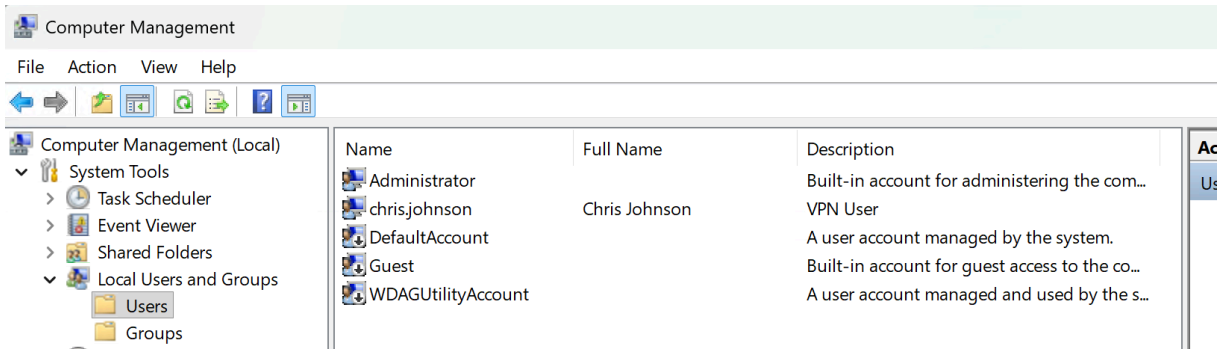 Computer Management
File Action View Help
Computer Management (Local)
System Tools
Task Scheduler
Event Viewer
Shared Folders
Local Users and Groups
Users
Groups
Name Full Name Description
Administrator Built-in account for administering the com...
chris.johnson Chris Johnson VPN User
DefaultAccount A user account managed by the system.
Guest Built-in account for guest access to the co...
WDAGUtilityAccount A user account managed and used by the s...
Ac
Us